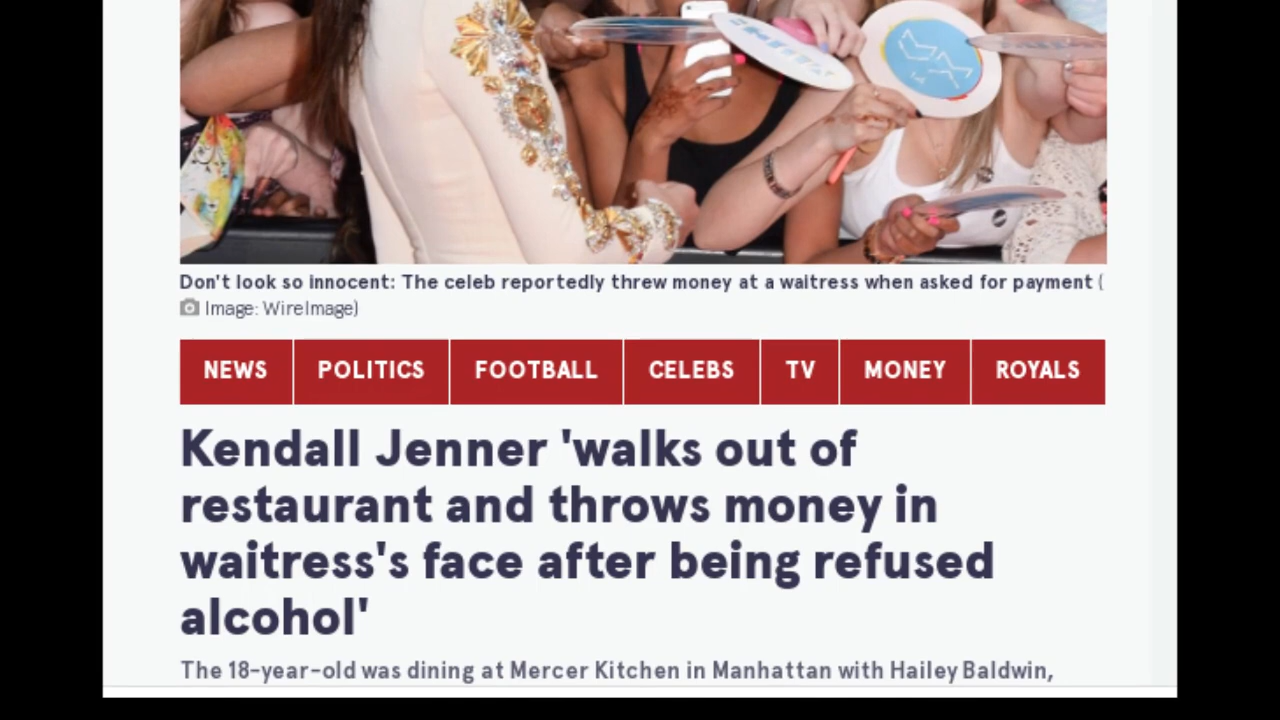 Don't look so innocent: The celeb reportedly threw money at a waitress when asked for payment (
Image: WireImage)
NEWS POLITICS FOOTBALL CELEBS TV MONEY ROYALS
Kendall Jenner 'walks out of
restaurant and throws money in
waitress's face after being refused
alcohol'
The 18-year-old was dining at Mercer Kitchen in Manhattan with Hailey Baldwin,